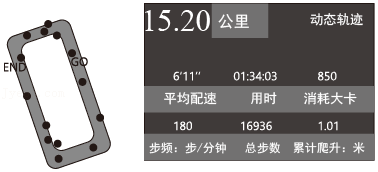 END
GO
15.20 公里
动态轨迹
6'11'' 01:34:03 850
平均配速 用时 消耗大卡
180 16936 1.01
步频：步/分钟 总步数 累计爬升：米